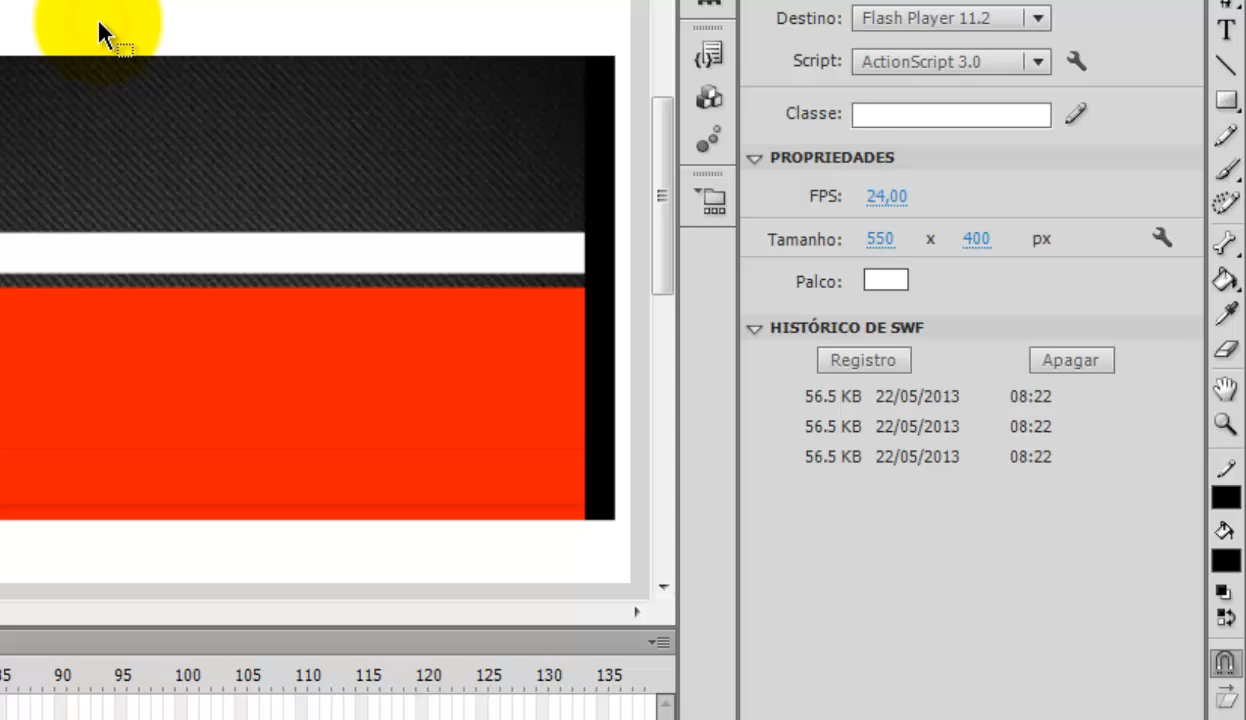 Destino: Flash Player 11.2
Script: ActionScript 3.0
Classe:
PROPRIEDADES
FPS: 24,00
Tamanho: 550 x 400 px
Palco:
HISTÓRICO DE SWF
Registro Apagar
56.5 KB 22/05/2013 08:22
56.5 KB 22/05/2013 08:22
56.5 KB 22/05/2013 08:22
85 90 95 100 105 110 115 120 125 130 135